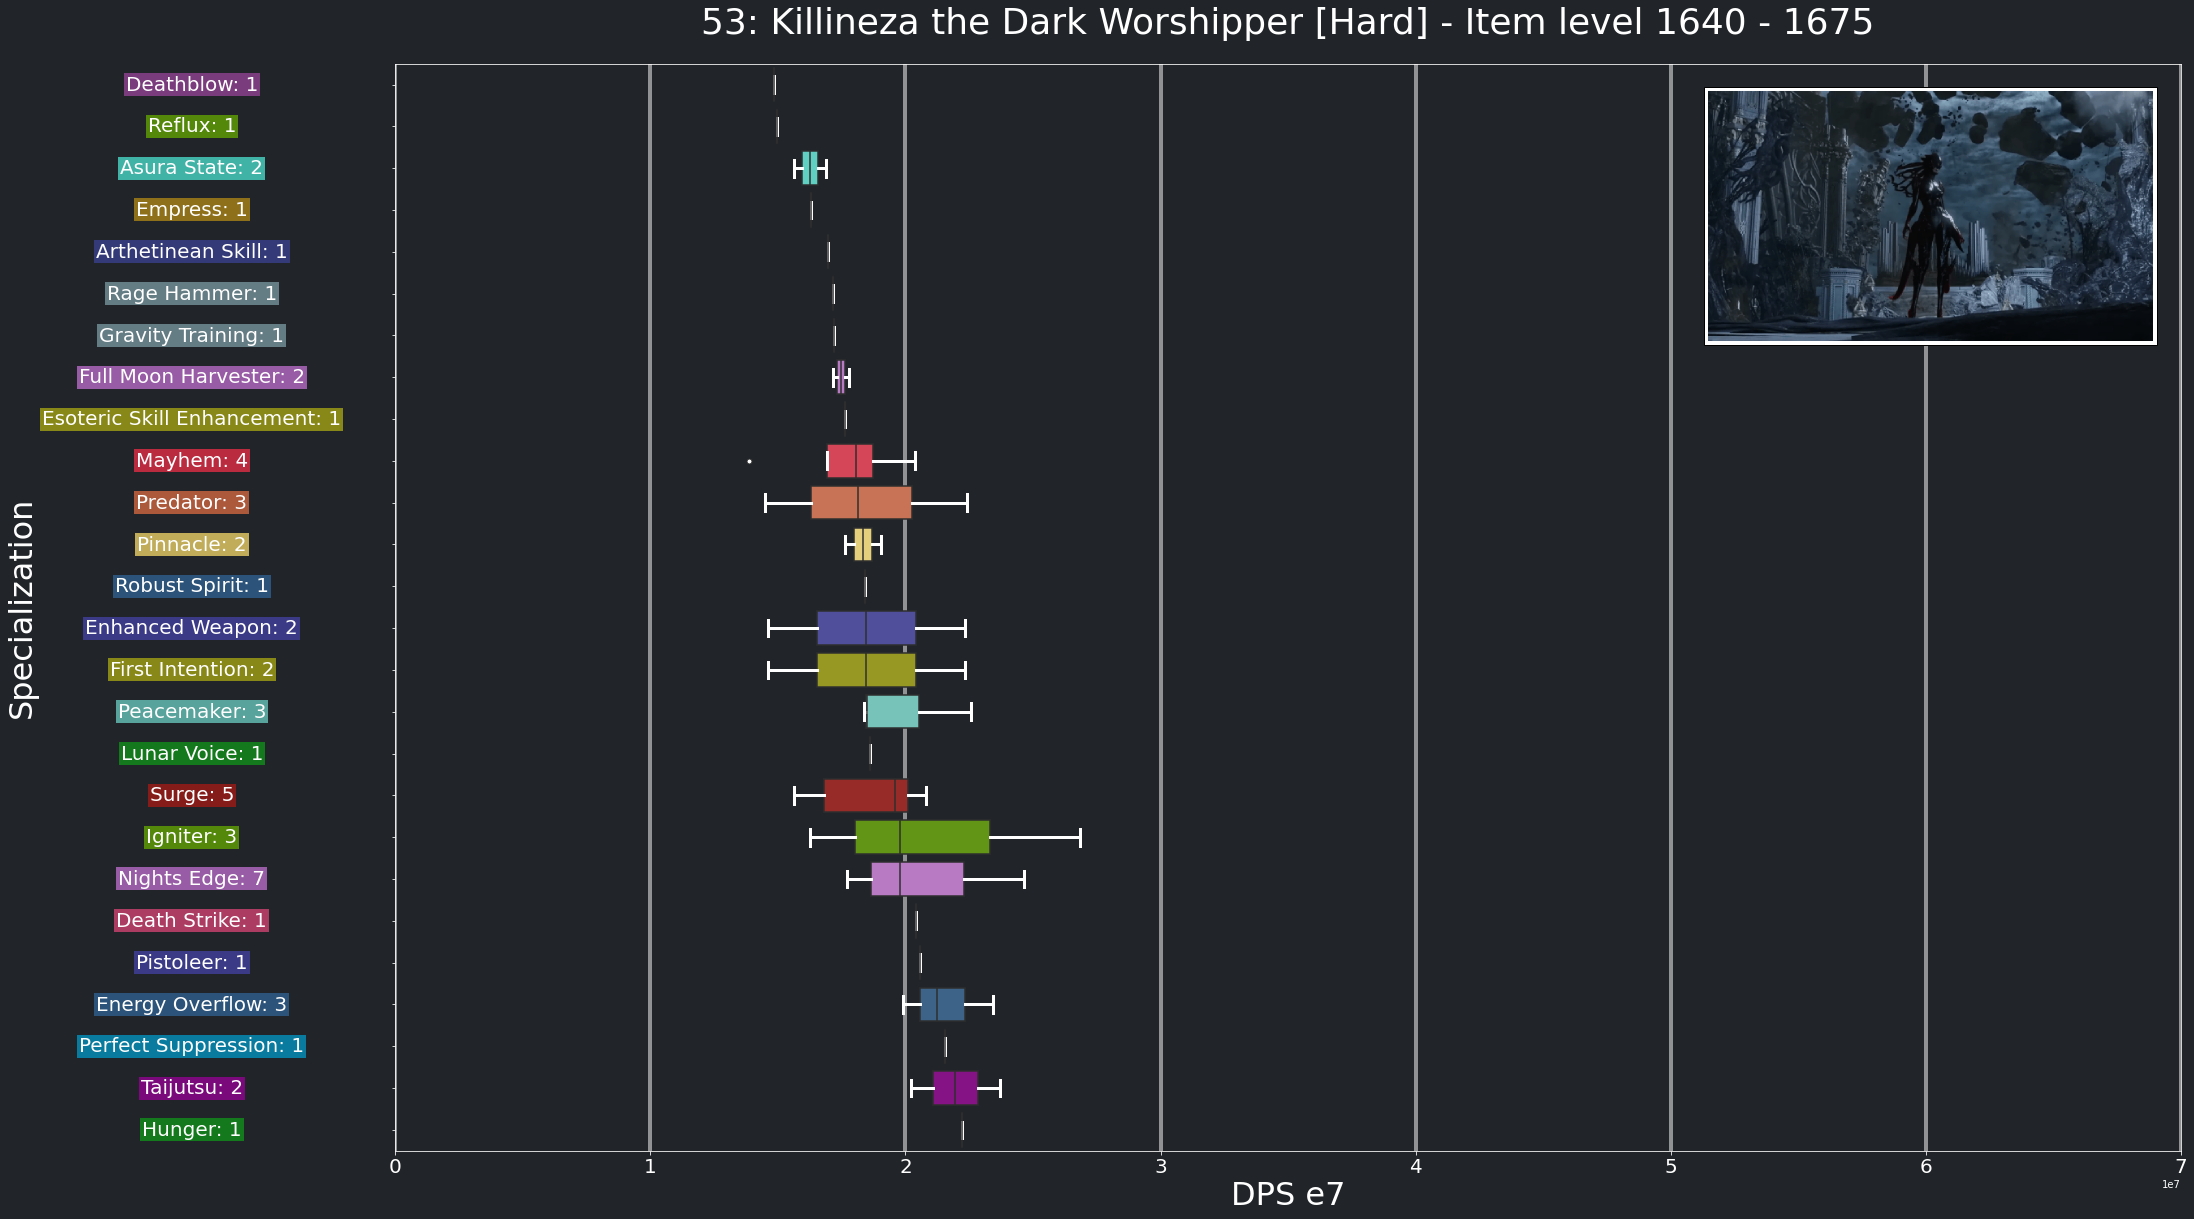 53: Killineza the Dark Worshipper [Hard] - Item level 1640 - 1675
Specialization
Deathblow: 1
Reflux: 1
Asura State: 2
Empress: 1
Arthetinean Skill: 1
Rage Hammer: 1
Gravity Training: 1
Full Moon Harvester: 2
Esoteric Skill Enhancement: 1
Mayhem: 4
Predator: 3
Pinnacle: 2
Robust Spirit: 1
Enhanced Weapon: 2
First Intention: 2
Peacemaker: 3
Lunar Voice: 1
Surge: 5
Igniter: 3
Nights Edge: 7
Death Strike: 1
Pistoleer: 1
Energy Overflow: 3
Perfect Suppression: 1
Taijutsu: 2
Hunger: 1
0 1 2 3 4 5 6 7
1e7
DPS e7